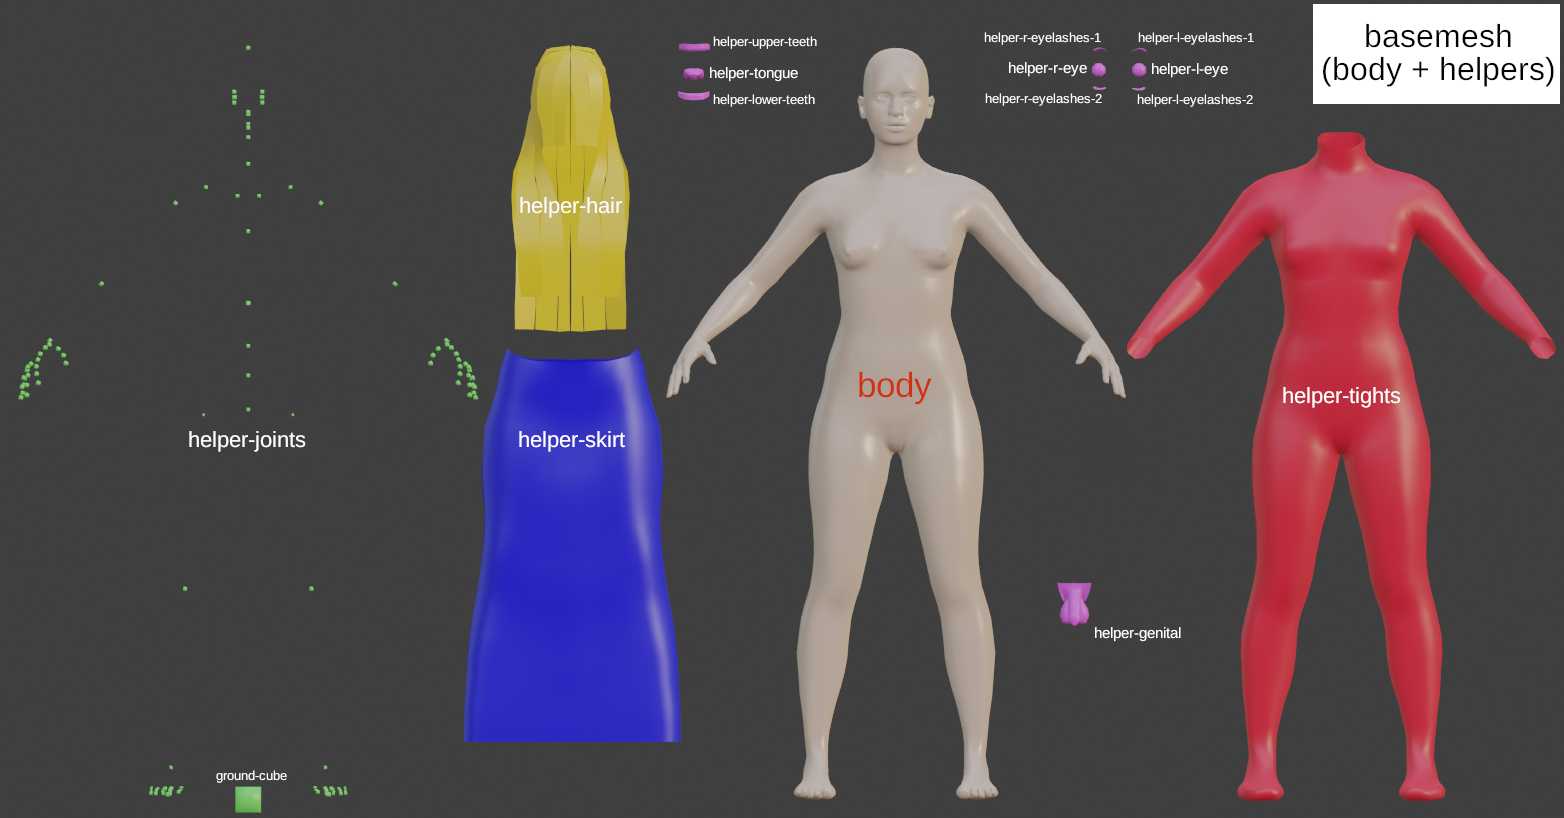 basemesh
(body + helpers)
helper-upper-teeth
helper-tongue
helper-lower-teeth
helper-r-eyelashes-1
helper-l-eyelashes-1
helper-r-eye
helper-l-eye
helper-r-eyelashes-2
helper-l-eyelashes-2
helper-hair
body
helper-tights
helper-joints
helper-skirt
helper-genital
ground-cube